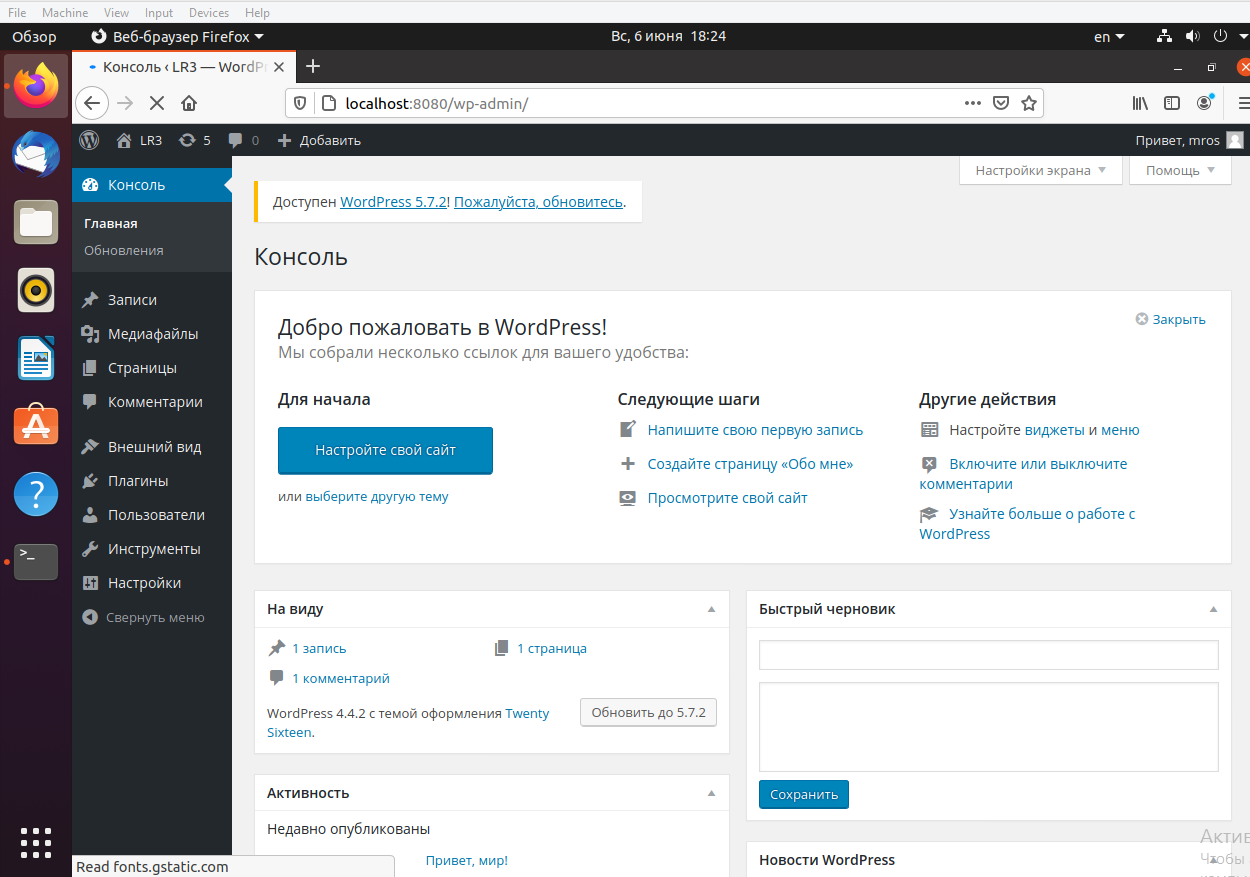 File Machine View Input Devices Help
Обзор Веб-браузер Firefox Вс, 6 июня 18:24 en
Консоль ‹ LR3 — WordPr
localhost:8080/wp-admin/
LR3 5 0 Добавить Привет, mros
Настройки экрана Помощь
Консоль
Главная
Обновления
Записи
Медиафайлы
Страницы
Комментарии
Внешний вид
Плагины
Пользователи
Инструменты
Настройки
Свернуть меню
Доступен WordPress 5.7.2! Пожалуйста, обновитесь.
Консоль
Добро пожаловать в WordPress!
Закрыть
Мы собрали несколько ссылок для вашего удобства:
Для начала
Настройте свой сайт
или выберите другую тему
Следующие шаги
Напишите свою первую запись
Создайте страницу «Обо мне»
Просмотрите свой сайт
Другие действия
Настройте виджеты и меню
Включите или выключите
комментарии
Узнайте больше о работе с
WordPress
На виду
1 запись 1 страница
1 комментарий
WordPress 4.4.2 с темой оформления Twenty
Sixteen.
Обновить до 5.7.2
Активность
Недавно опубликованы
Привет, мир!
Быстрый черновик
Сохранить
Новости WordPress
Актив
Чтобы
Read fonts.gstatic.com